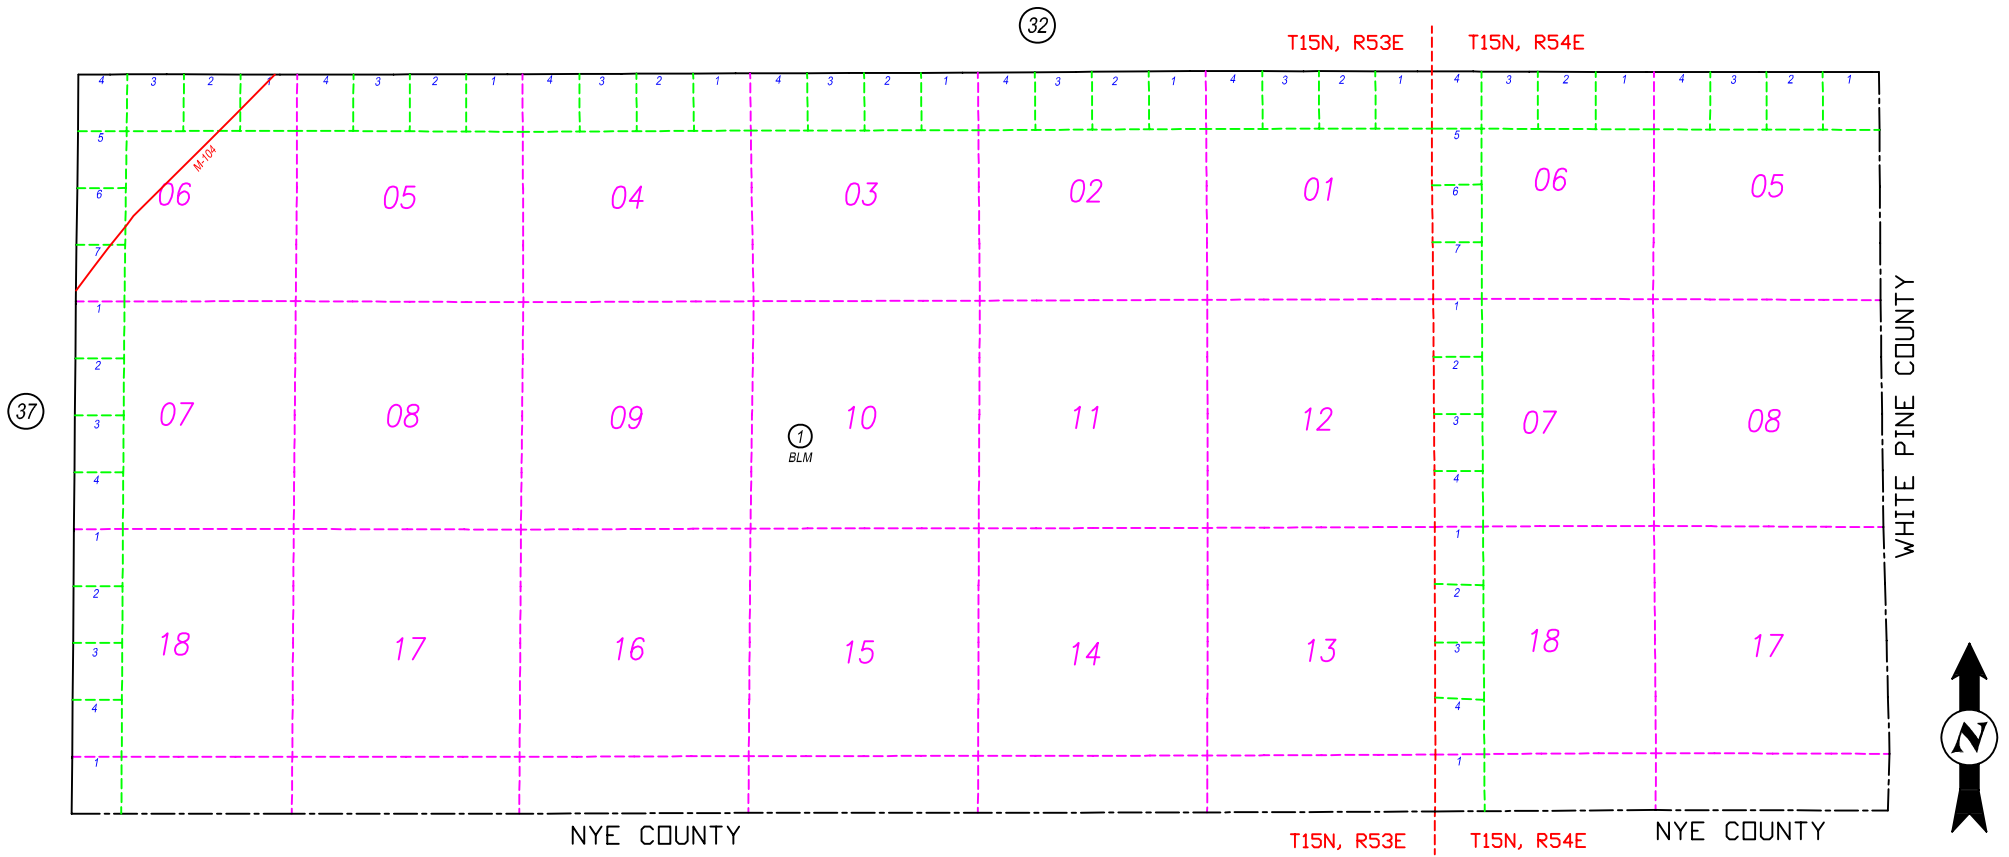 32
T15N, R53E T15N, R54E
4 3 2 1 4 3 2 1 4 3 2 1 4 3 2 1 4 3 2 1 4 3 2 1 4 3 2 1 4 3 2 1
5 5
M-104
6 06 05 04 03 02 01 6 06 05
7 7
1 1
WHITE PINE COUNTY
2 2
37
3 07 08 09 10 11 12 3 07 08
1
BLM
4 4
1 1
2 2
3 18 17 16 15 14 13 3 18 17
4 4
N
1 1
NYE COUNTY T15N, R53E T15N, R54E NYE COUNTY